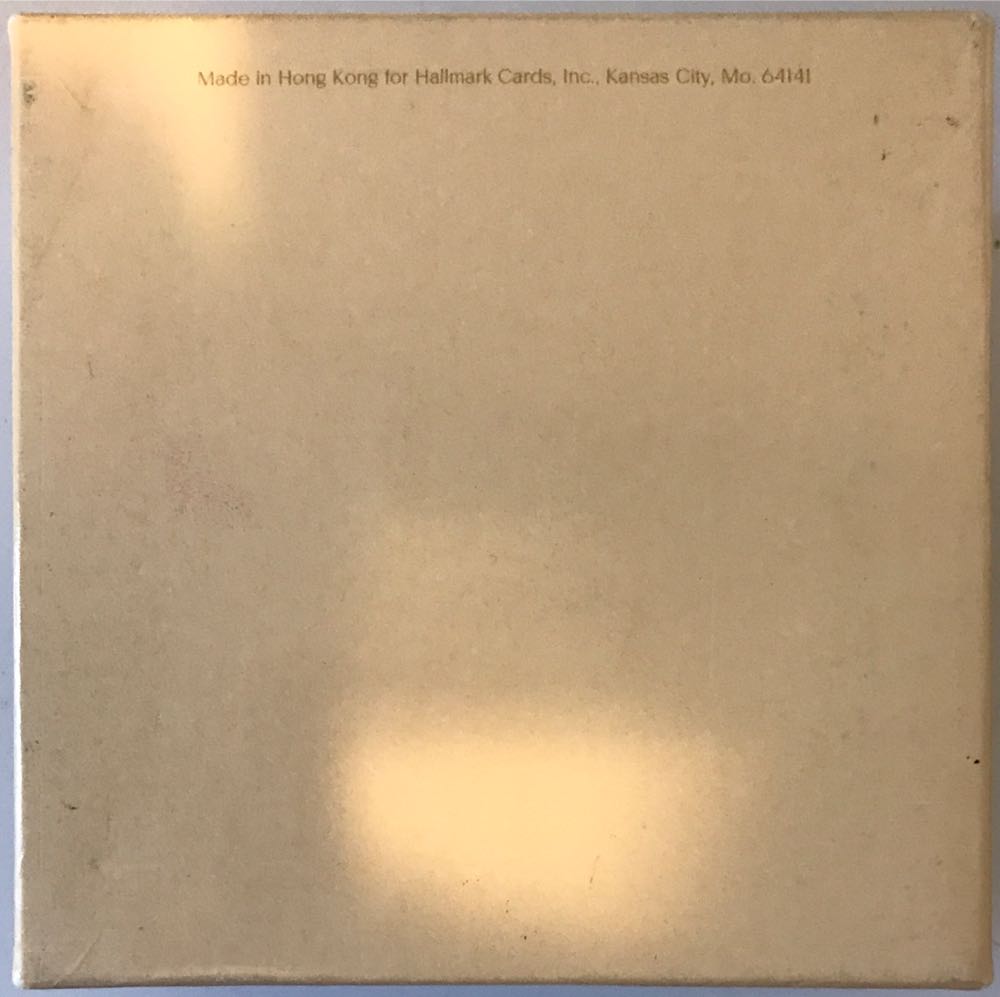 Made in Hong Kong for Hallmark Cards, Inc., Kansas City, Mo. 64141